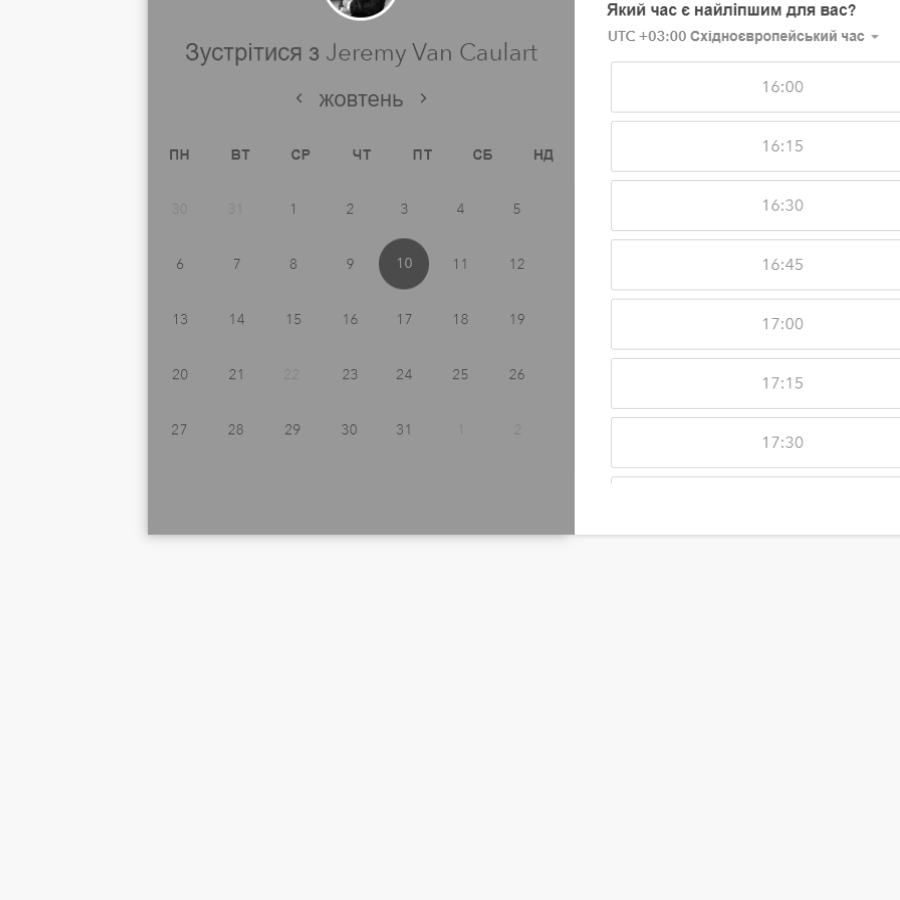 Зустрітися з Jeremy Van Caulart
жовтень
ПН ВТ СР ЧТ ПТ СБ НД
30 31 1 2 3 4 5
6 7 8 9 10 11 12
13 14 15 16 17 18 19
20 21 22 23 24 25 26
27 28 29 30 31 1 2
Який час є найліпшим для вас?
UTC +03:00 Східноєвропейський час
16:00
16:15
16:30
16:45
17:00
17:15
17:30